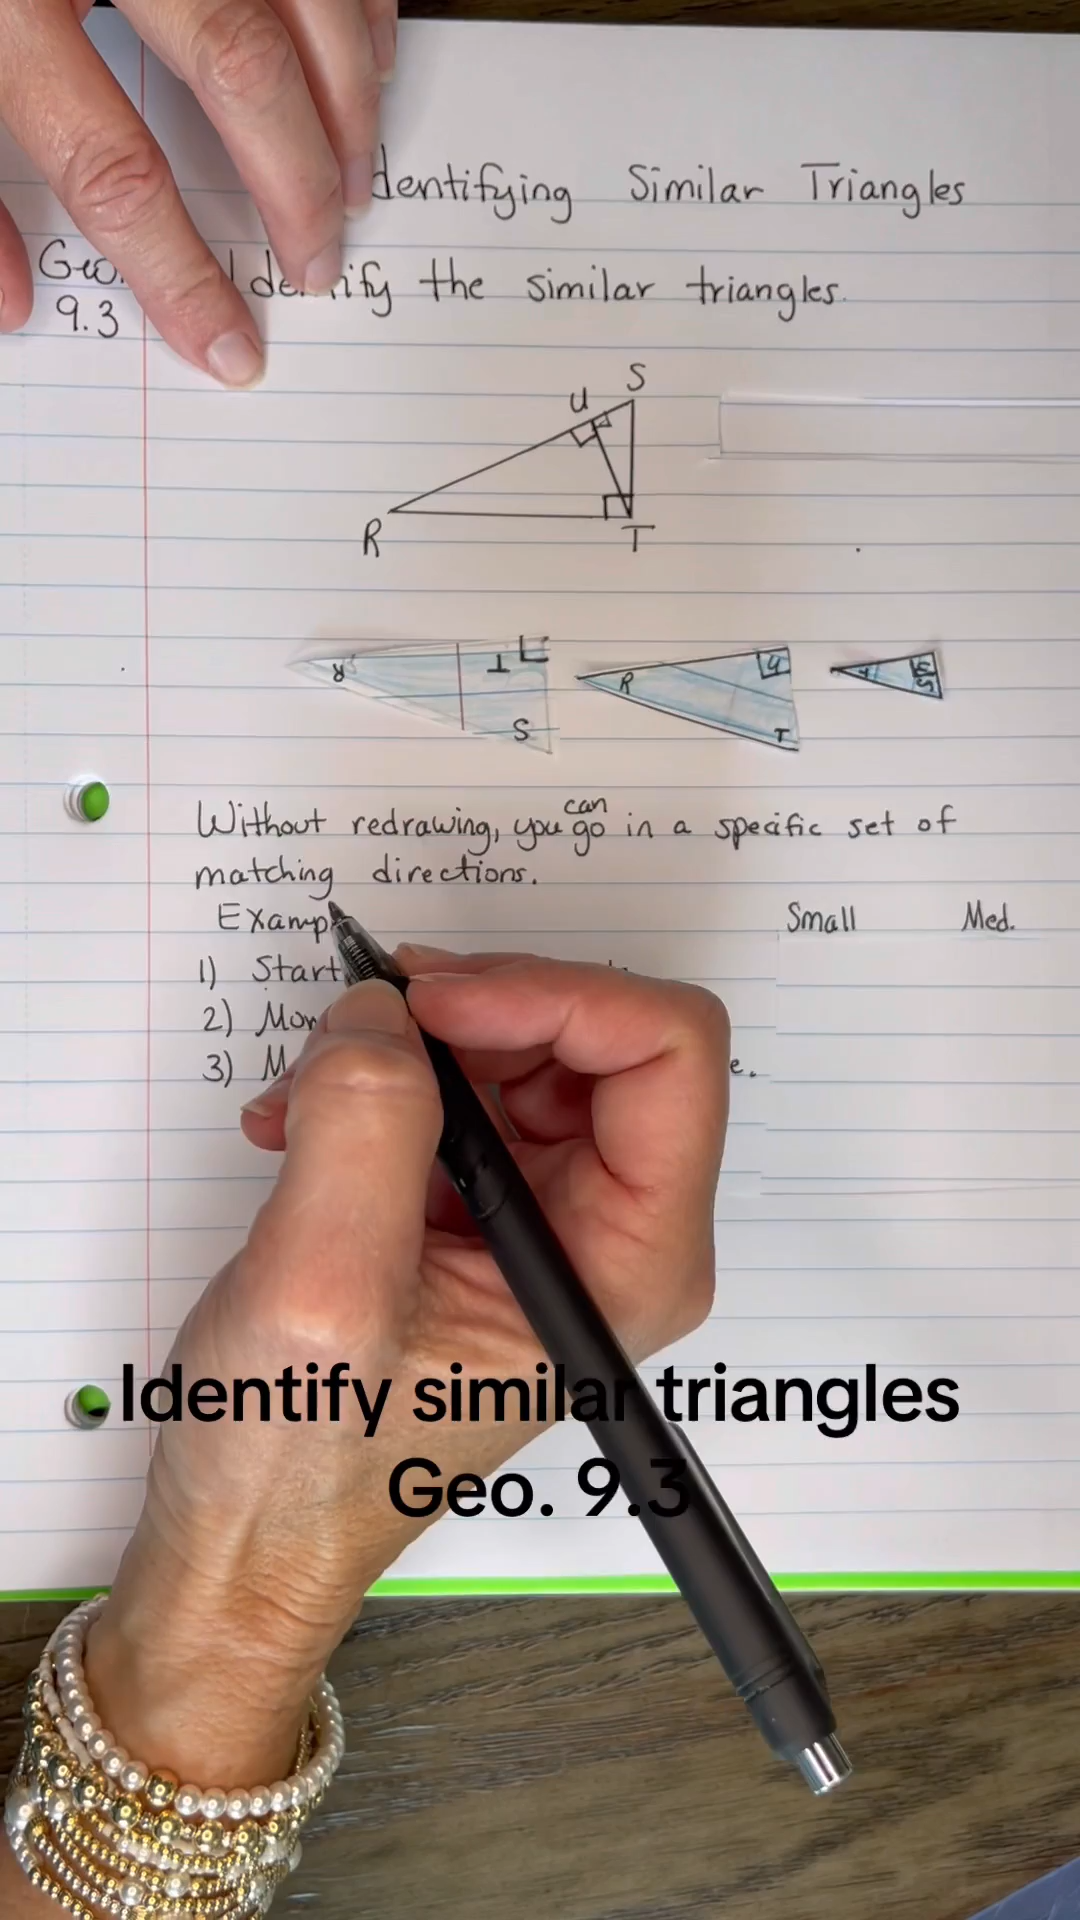 dentifying Similar Triangles
Geo. Identify the similar triangles.
9.3
S
U
R
T
R T S
R U T
T U S
can
Without redrawing, you go in a specific set of
matching directions.
Examp Small Med.
1) Start
2) Mov
3) M e.
Identify similar triangles
Geo. 9.3